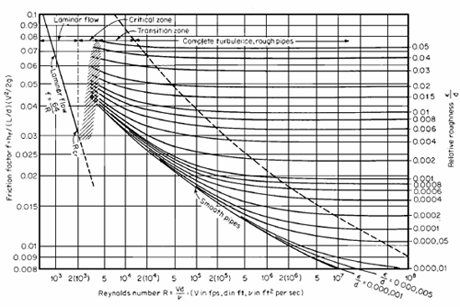 Laminar flow
Critical zone
Transition zone
Complete turbulence, rough pipes
Laminar flow
f = 64/R
Rcr
Smooth pipes
Friction factor f = hf/(L/d)(V²/2g)
0.1
0.09
0.08
0.07
0.06
0.05
0.04
0.03
0.025
0.02
0.015
0.01
0.009
0.008
Relative roughness ε/d
0.05
0.04
0.03
0.02
0.015
0.01
0.008
0.006
0.004
0.002
0.001
0.0008
0.0006
0.0004
0.0002
0.0001
0.000,05
0.000,01
ε/d = 0.000,005
ε/d = 0.000,001
10³ 2(10³) 5 10⁴ 2(10⁴) 5 10⁵ 2(10⁵) 5 10⁶ 2(10⁶) 5 10⁷ 10⁸
Reynolds number R = Vd/ν - (V in fps, d in ft, ν in ft² per sec)